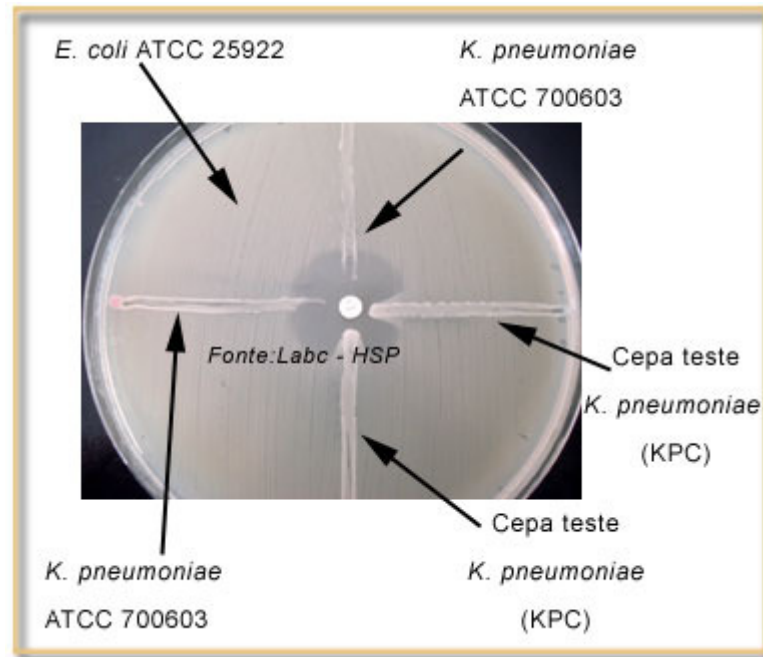 E. coli ATCC 25922
K. pneumoniae
ATCC 700603
Fonte:Labc - HSP
Cepa teste
K. pneumoniae
(KPC)
Cepa teste
K. pneumoniae
(KPC)
K. pneumoniae
ATCC 700603